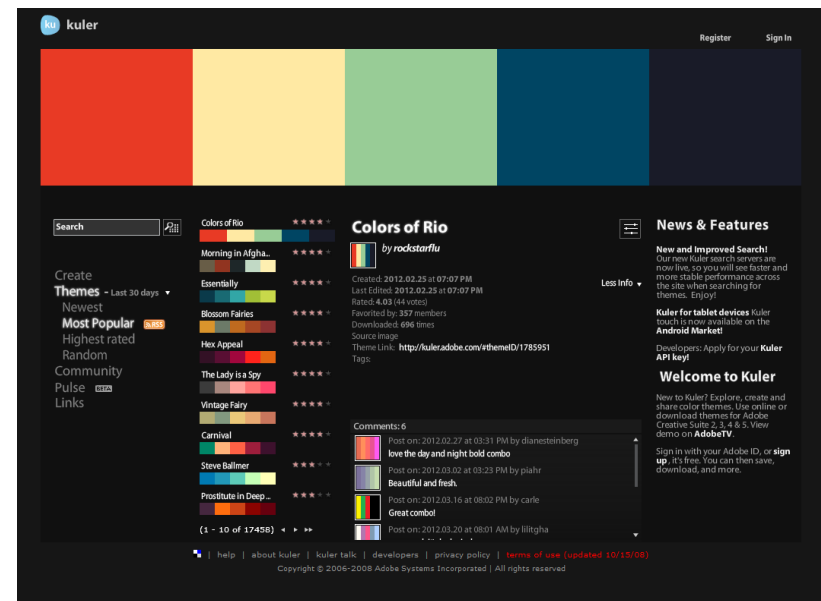 ku kuler
Register Sign In
Search
Create
Themes - Last 30 days
Newest
Most Popular RSS
Highest rated
Random
Community
Pulse BETA
Links
Colors of Rio
Morning in Afgha...
Essentially
Blossom Fairies
Hex Appeal
The Lady is a Spy
Vintage Fairy
Carnival
Steve Ballmer
Prostitute in Deep ...
(1 - 10 of 17458)
Colors of Rio
by rockstarflu
Created: 2012.02.25 at 07:07 PM
Last Edited: 2012.02.25 at 07:07 PM
Rated: 4.03 (44 votes)
Favorited by: 357 members
Downloaded: 696 times
Source image
Theme Link: http://kuler.adobe.com/#themeID/1785951
Tags:
Less Info
Comments: 6
Post on: 2012.02.27 at 03:31 PM by dianesteinberg
love the day and night bold combo
Post on: 2012.03.02 at 03:23 PM by piahr
Beautiful and fresh.
Post on: 2012.03.16 at 08:02 PM by carle
Great combo!
Post on: 2012.03.20 at 08:01 AM by lilitgha
News & Features
New and Improved Search!
Our new Kuler search servers are
now live, so you will see faster and
more stable performance across
the site when searching for
themes. Enjoy!
Kuler for tablet devices Kuler
touch is now available on the
Android Market!
Developers: Apply for your Kuler
API key!
Welcome to Kuler
New to Kuler? Explore, create and
share color themes. Use online or
download themes for Adobe
Creative Suite 2, 3, 4 & 5. View
demo on AdobeTV.
Sign in with your Adobe ID, or sign
up, it's free. You can then save,
download, and more.
| help | about kuler | kuler talk | developers | privacy policy | terms of use (updated 10/15/08)
Copyright © 2006-2008 Adobe Systems Incorporated | All rights reserved